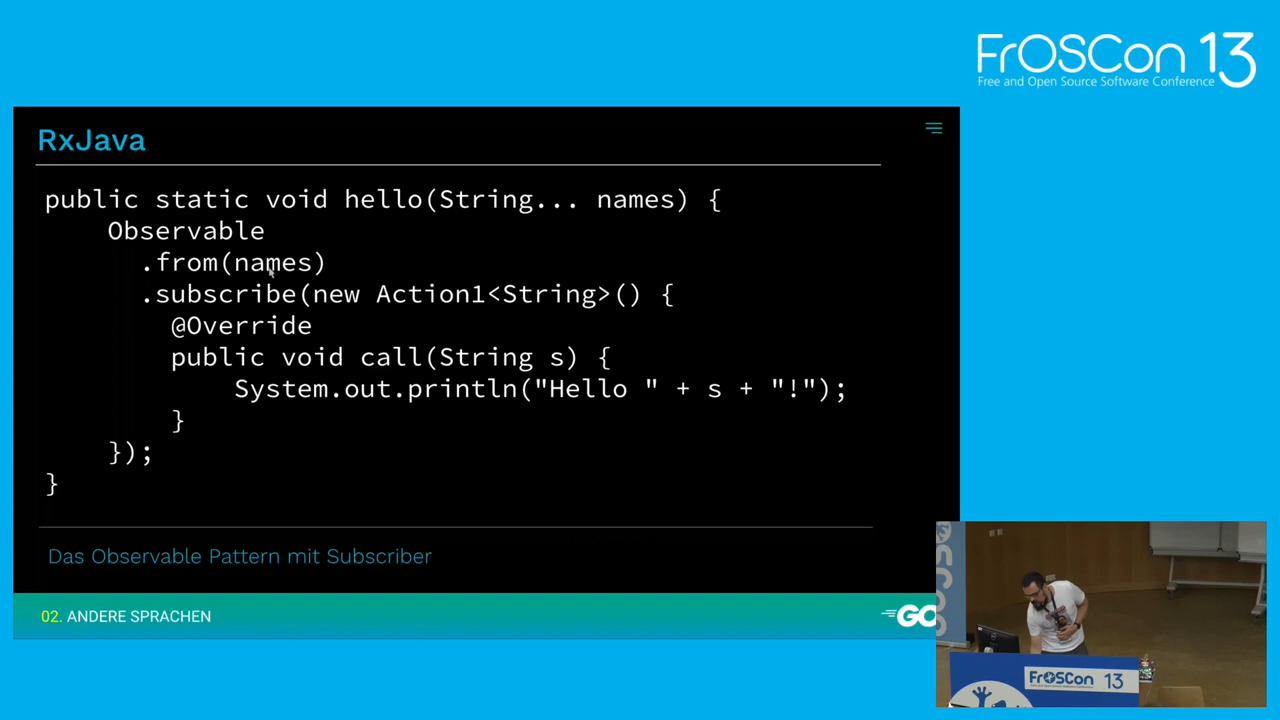 FrOSCon 13
Free and Open Source Software Conference
RxJava
public static void hello(String... names) {
Observable
.from(names)
.subscribe(new Action1<String>() {
@Override
public void call(String s) {
System.out.println("Hello " + s + "!");
}
});
}
Das Observable Pattern mit Subscriber
02. ANDERE SPRACHEN
GO
FrOSCon 13